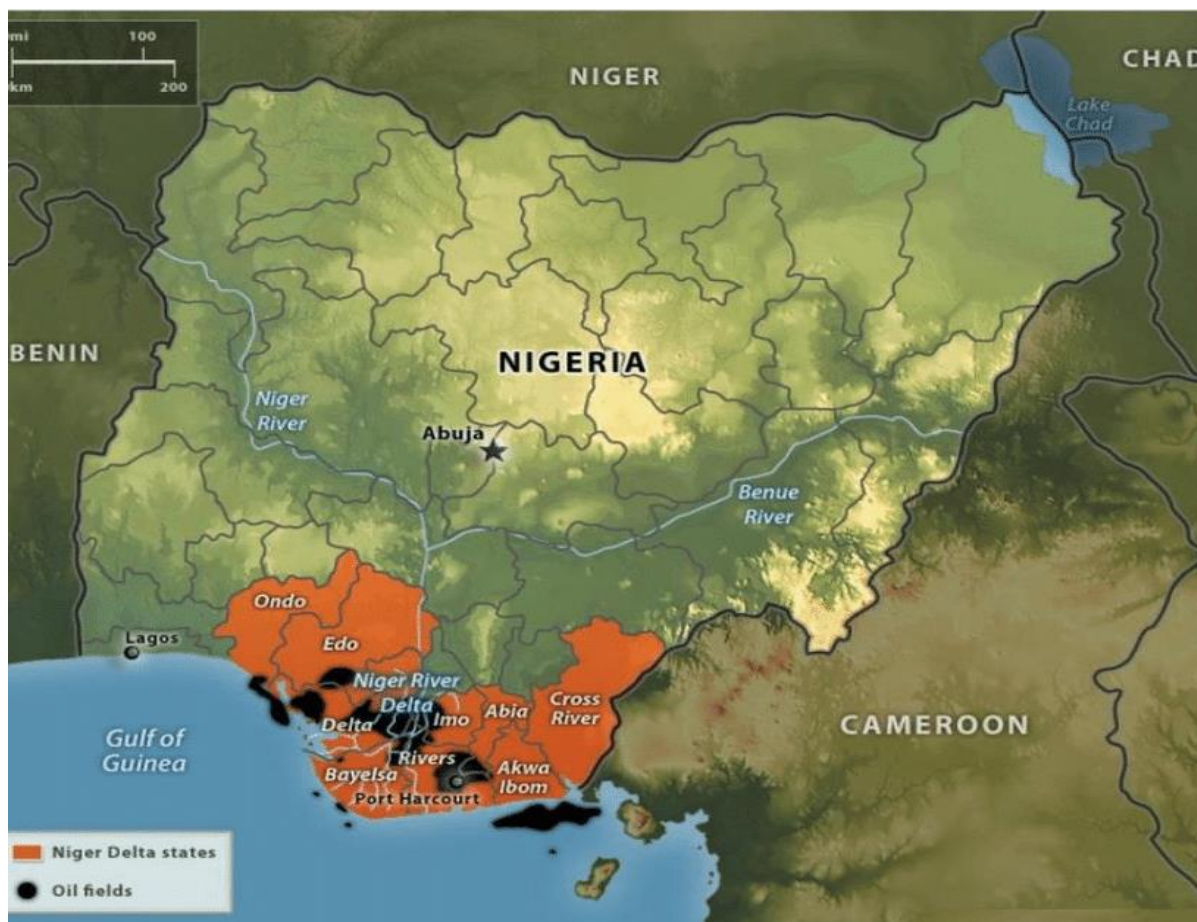 mi 100
km 200
NIGER
CHAD
Lake
Chad
BENIN
NIGERIA
Niger
River
Abuja
Benue
River
Ondo
Lagos
Edo
Niger River
Delta
Cross
River
Abia
Imo
Delta
Gulf of
Guinea
CAMEROON
Rivers
Akwa
Ibom
Bayelsa
Port Harcourt
Niger Delta states
Oil fields